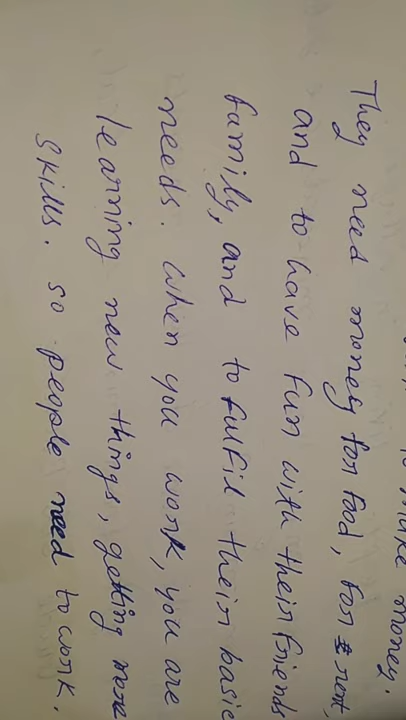 to make money.
They need money for food, for rent,
and to have fun with their friends
family, and to fulfil their basic
needs. when you work, you are
learning new things, getting more
skills. so people need to work.